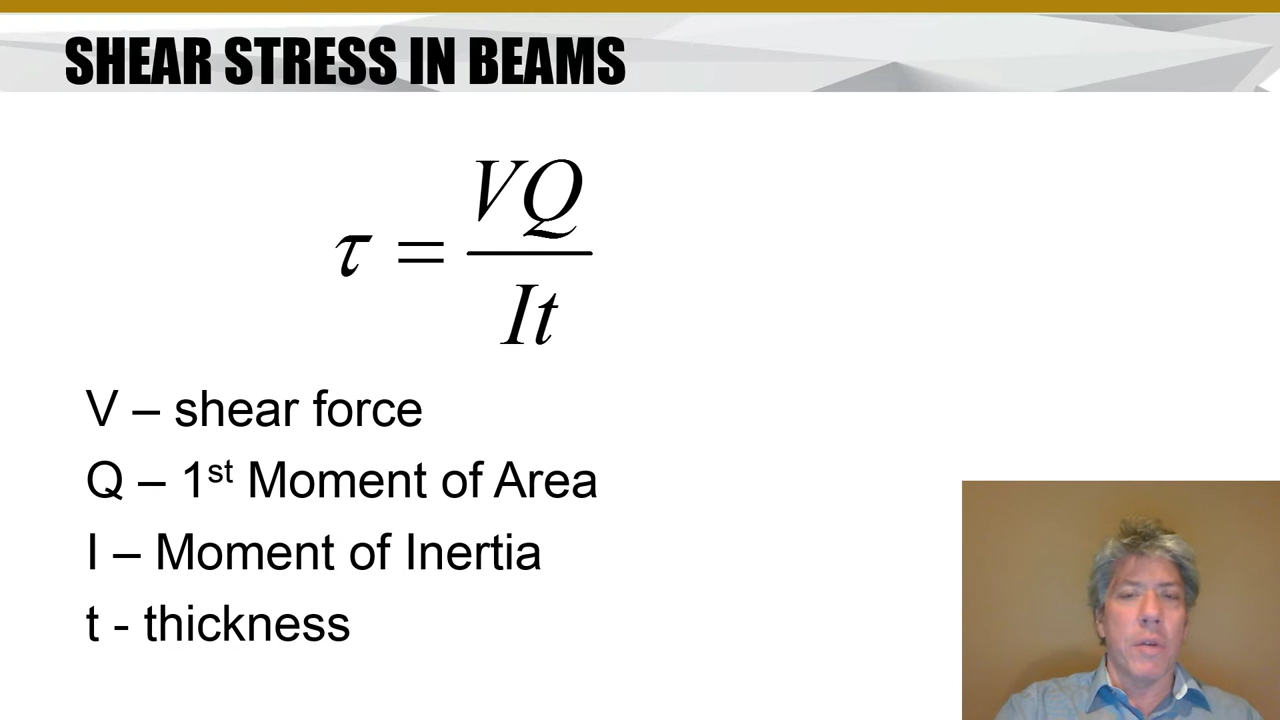 SHEAR STRESS IN BEAMS
τ = VQ / It
V – shear force
Q – 1st Moment of Area
I – Moment of Inertia
t - thickness